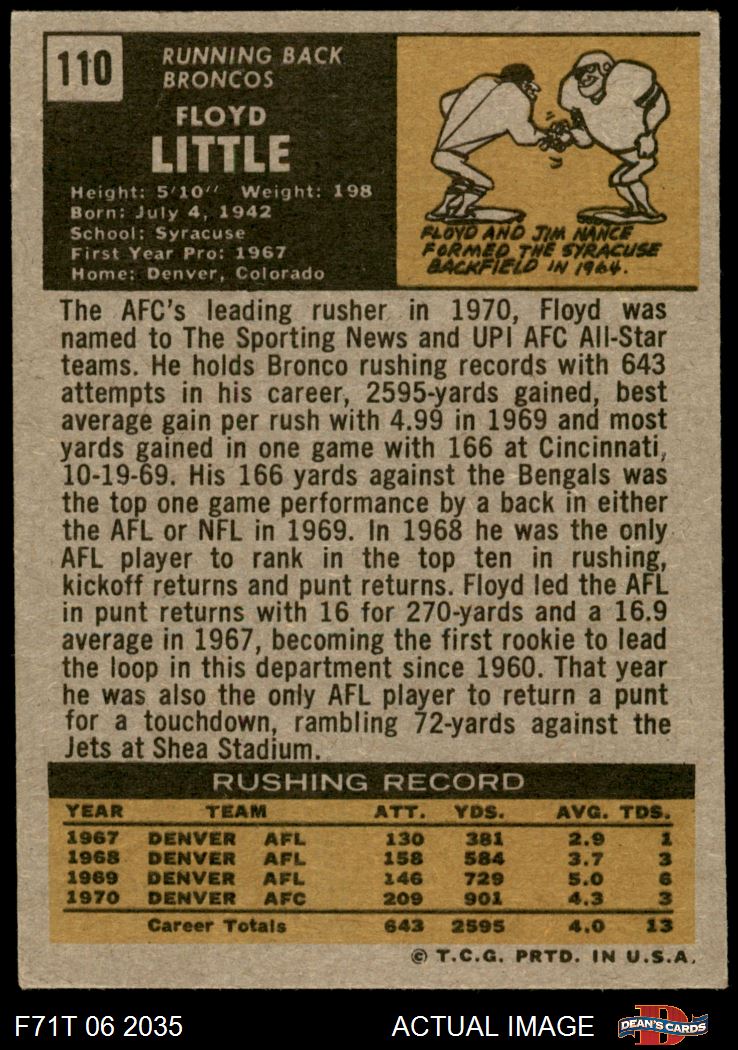 110
RUNNING BACK
BRONCOS
FLOYD
LITTLE
Height: 5'10" Weight: 198
Born: July 4, 1942
School: Syracuse
First Year Pro: 1967
Home: Denver, Colorado
FLOYD AND JIM NANCE
FORMED THE SYRACUSE
BACKFIELD IN 1964.
The AFC's leading rusher in 1970, Floyd was
named to The Sporting News and UPI AFC All-Star
teams. He holds Bronco rushing records with 643
attempts in his career, 2595-yards gained, best
average gain per rush with 4.99 in 1969 and most
yards gained in one game with 166 at Cincinnati,
10-19-69. His 166 yards against the Bengals was
the top one game performance by a back in either
the AFL or NFL in 1969. In 1968 he was the only
AFL player to rank in the top ten in rushing,
kickoff returns and punt returns. Floyd led the AFL
in punt returns with 16 for 270-yards and a 16.9
average in 1967, becoming the first rookie to lead
the loop in this department since 1960. That year
he was also the only AFL player to return a punt
for a touchdown, rambling 72-yards against the
Jets at Shea Stadium.
RUSHING RECORD
YEAR TEAM ATT. YDS. AVG. TDS.
1967 DENVER AFL 130 381 2.9 1
1968 DENVER AFL 158 584 3.7 3
1969 DENVER AFL 146 729 5.0 6
1970 DENVER AFC 209 901 4.3 3
Career Totals 643 2595 4.0 13
© T.C.G. PRTD. IN U.S.A.
F71T 06 2035 ACTUAL IMAGE D DEAN'S CARDS